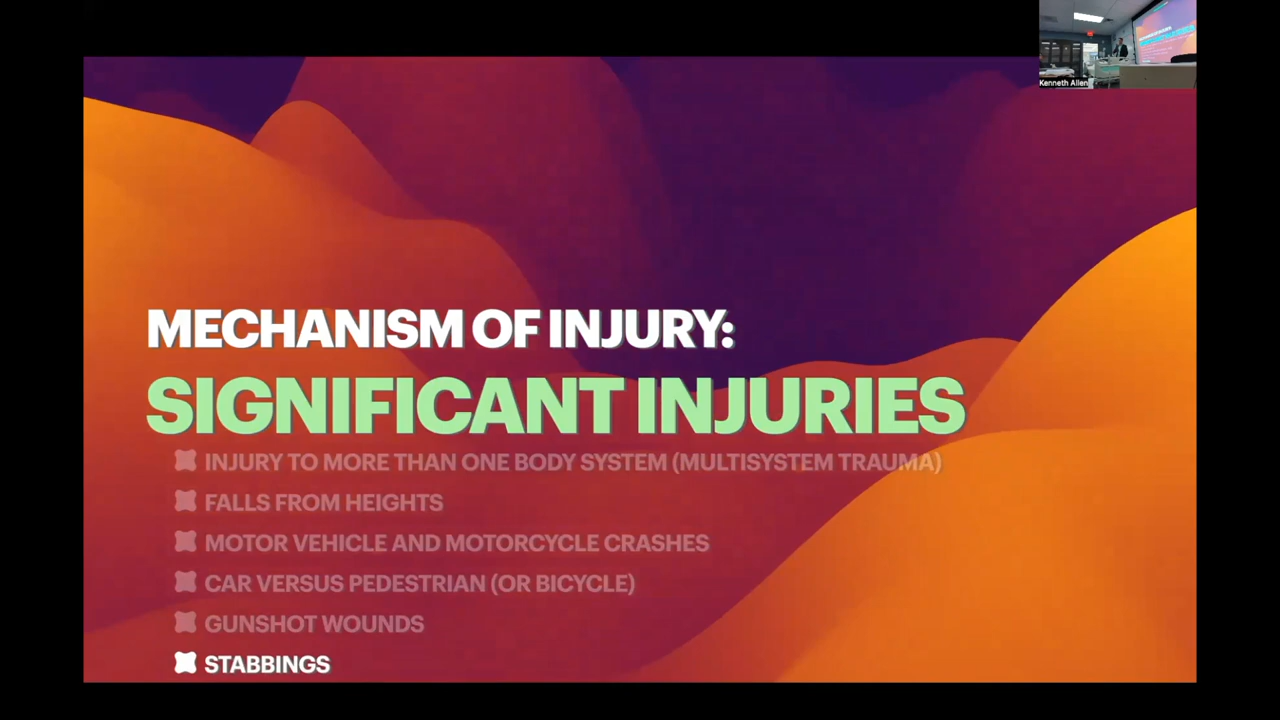 Kenneth Allen
MECHANISM OF INJURY:
SIGNIFICANT INJURIES
INJURY TO MORE THAN ONE BODY SYSTEM (MULTISYSTEM TRAUMA)
FALLS FROM HEIGHTS
MOTOR VEHICLE AND MOTORCYCLE CRASHES
CAR VERSUS PEDESTRIAN (OR BICYCLE)
GUNSHOT WOUNDS
STABBINGS